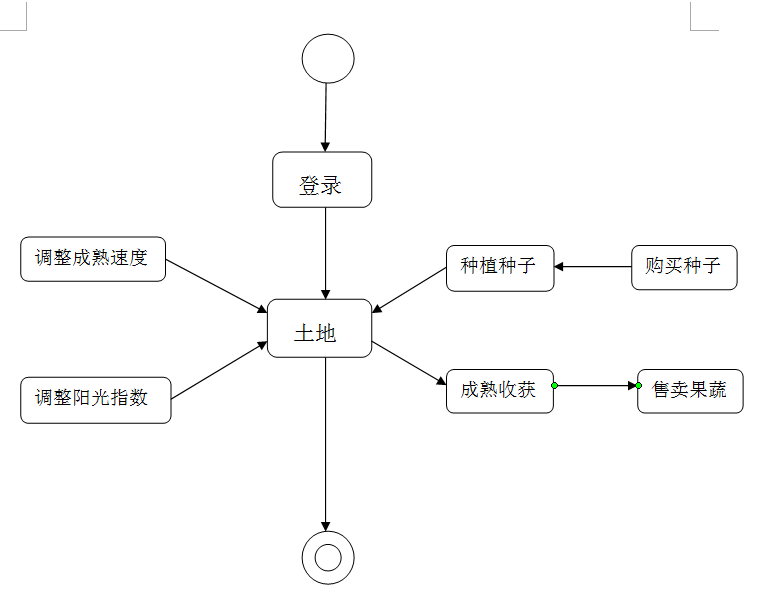 登录
调整成熟速度
种植种子
购买种子
土地
调整阳光指数
成熟收获
售卖果蔬